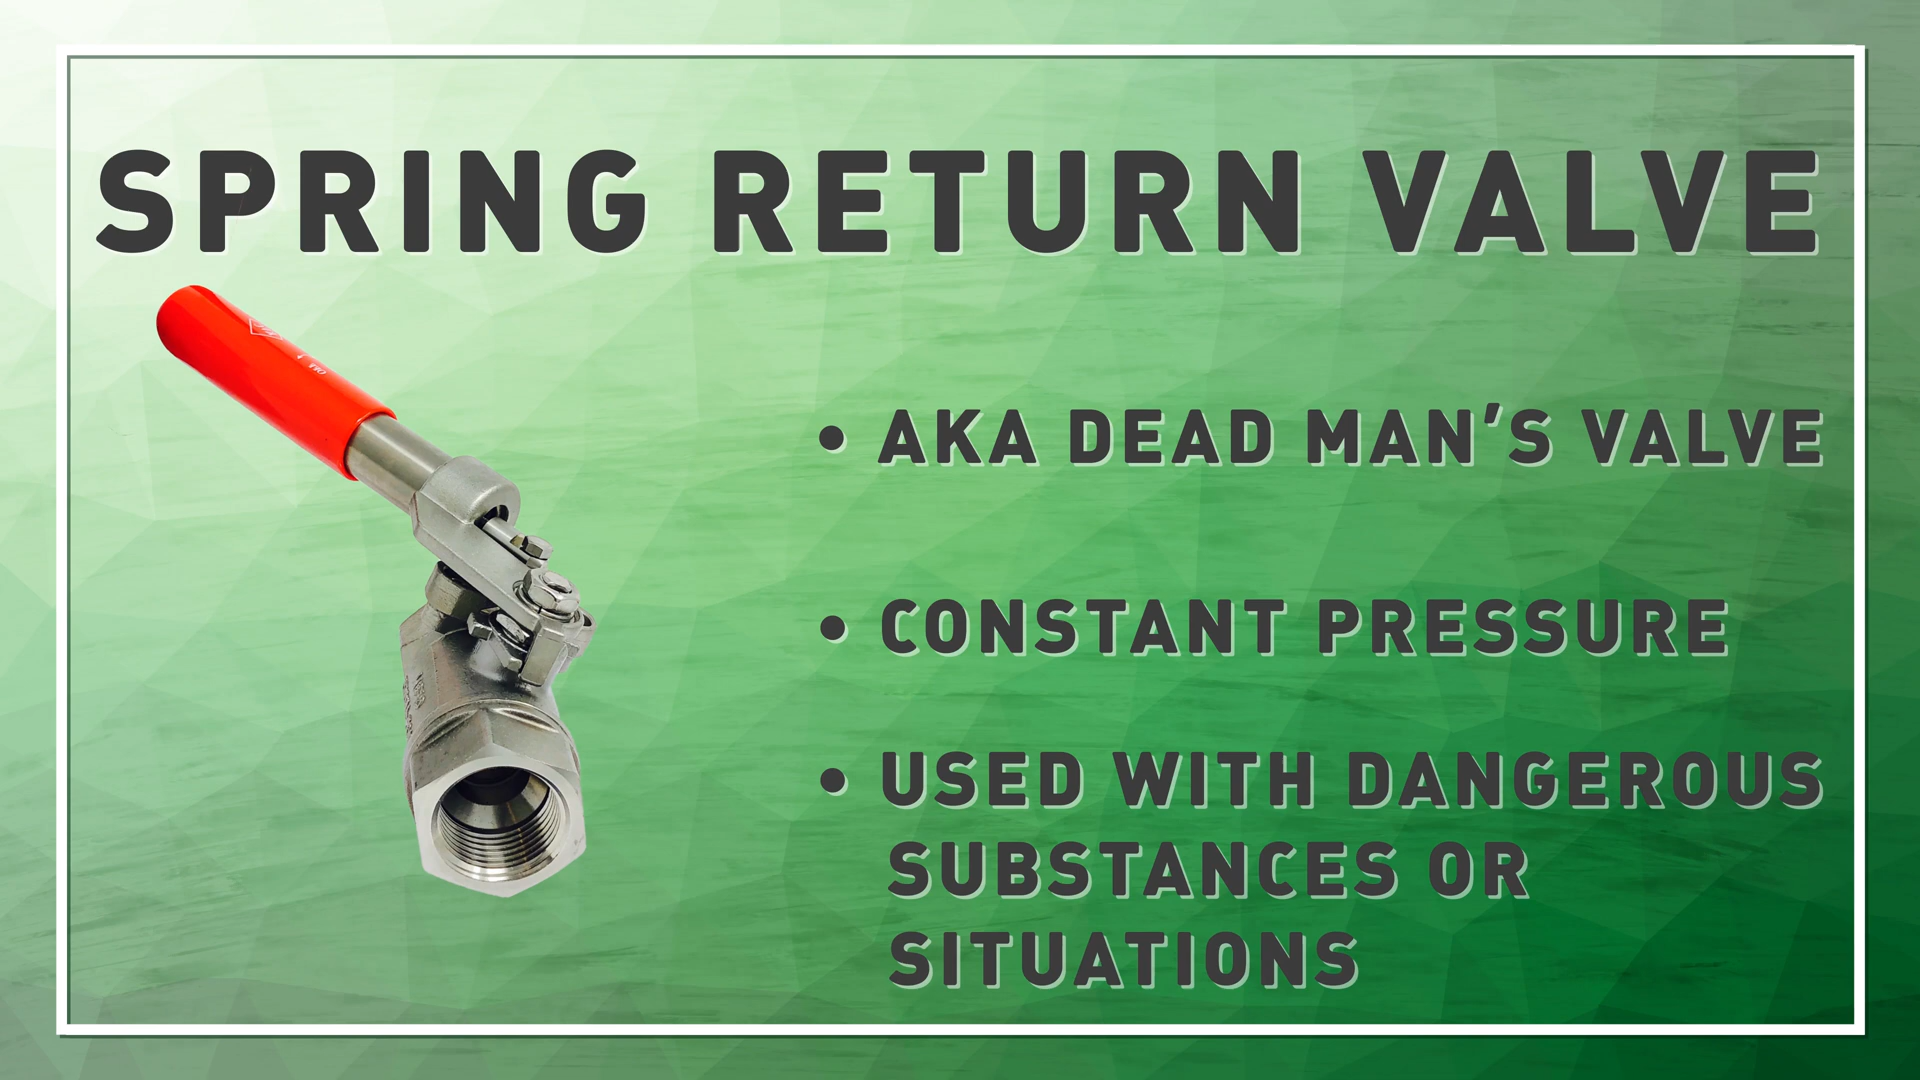 SPRING RETURN VALVE
• AKA DEAD MAN'S VALVE
• CONSTANT PRESSURE
• USED WITH DANGEROUS
SUBSTANCES OR
SITUATIONS